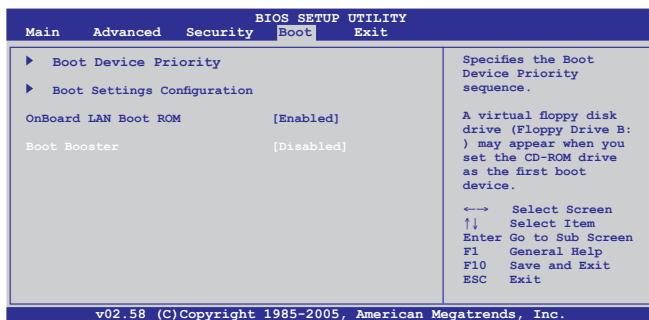 BIOS SETUP UTILITY
Main Advanced Security Boot Exit
Boot Device Priority
Boot Settings Configuration
OnBoard LAN Boot ROM [Enabled]
Boot Booster [Disabled]
Specifies the Boot
Device Priority
sequence.
A virtual floppy disk
drive (Floppy Drive B:
) may appear when you
set the CD-ROM drive
as the first boot
device.
←→ Select Screen
↑↓ Select Item
Enter Go to Sub Screen
F1 General Help
F10 Save and Exit
ESC Exit
v02.58 (C)Copyright 1985-2005, American Megatrends, Inc.